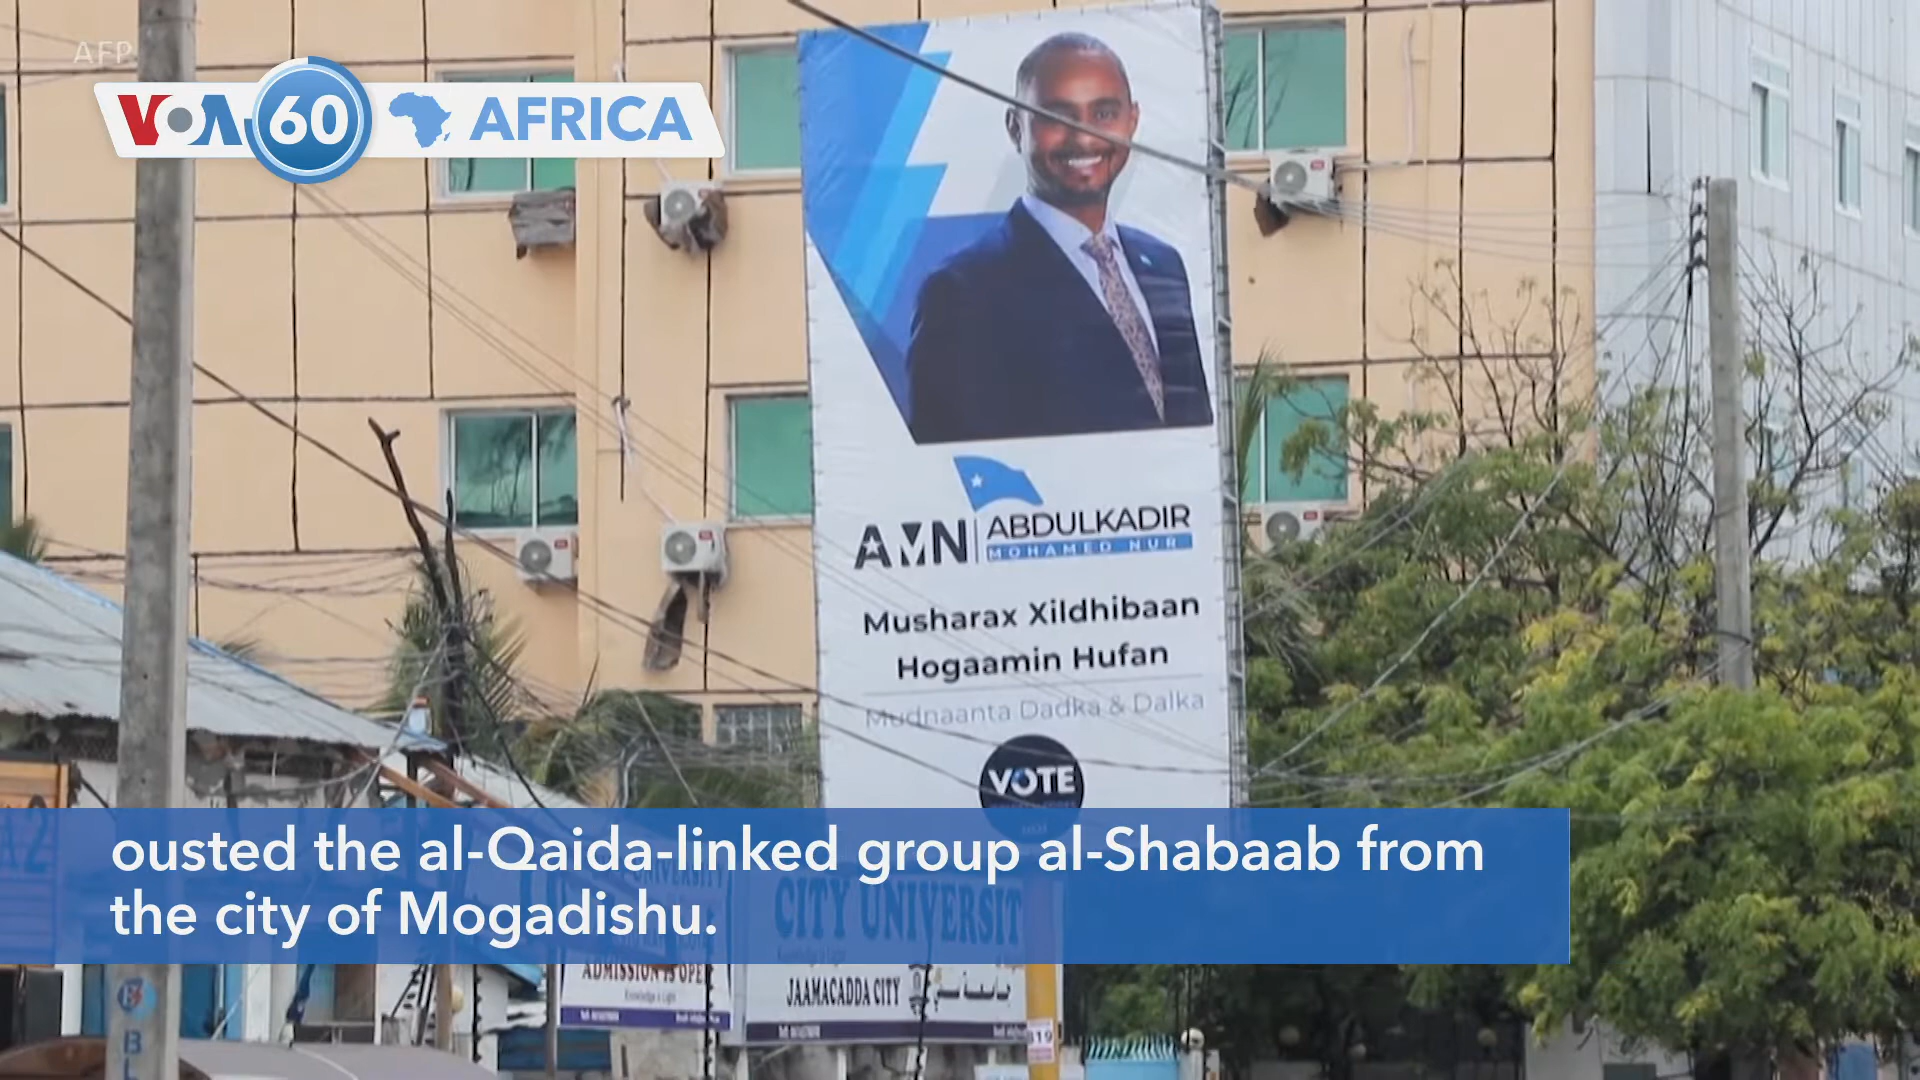 AFP
VOA 60 AFRICA
AMN ABDULKADIR
MOHAMED NUR
Musharax Xildhibaan
Hogaamin Hufan
Mudnaanta Dadka & Dalka
VOTE
ousted the al-Qaida-linked group al-Shabaab from
the city of Mogadishu.
CITY UNIVERSIT
ADMISSION IS OPE
JAAMACADDA CITY